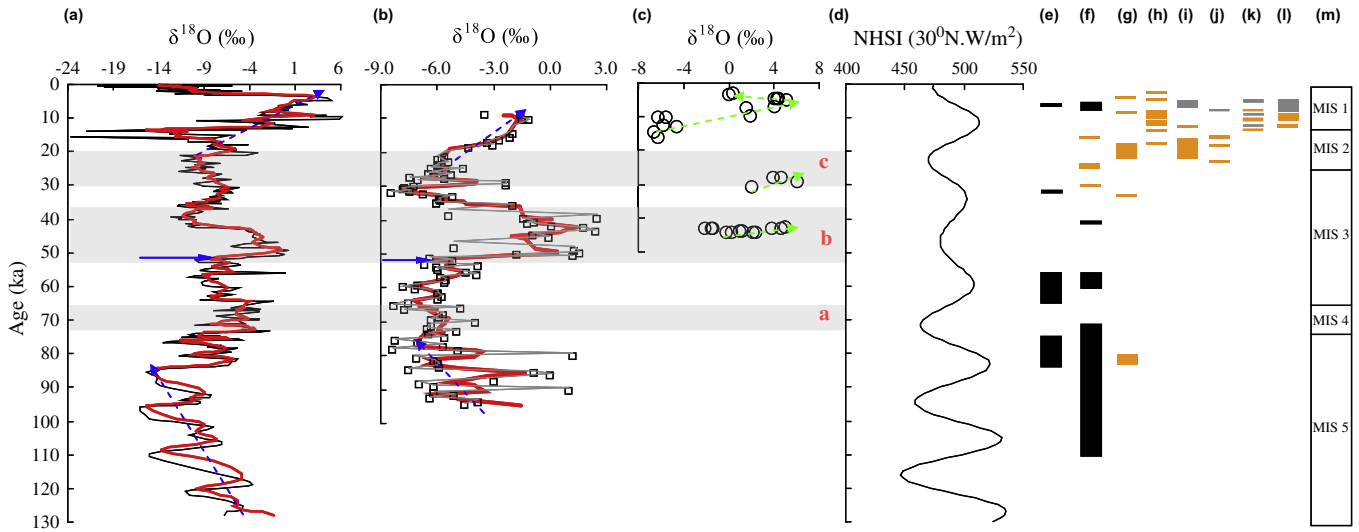 (a) (b) (c) (d) (e) (f) (g) (h) (i) (j) (k) (l) (m)
δ¹⁸O (‰) δ¹⁸O (‰) δ¹⁸O (‰) NHSI (30⁰N.W/m²)
-24 -14 -9 -4 1 6 -9.0 -6.0 -3.0 0.0 3.0 -8 -4 0 4 8 400 450 500 550
0
10
20
30
40
50
60
70
80
90
100
110
120
130
Age (ka)
c
b
a
MIS 1
MIS 2
MIS 3
MIS 4
MIS 5